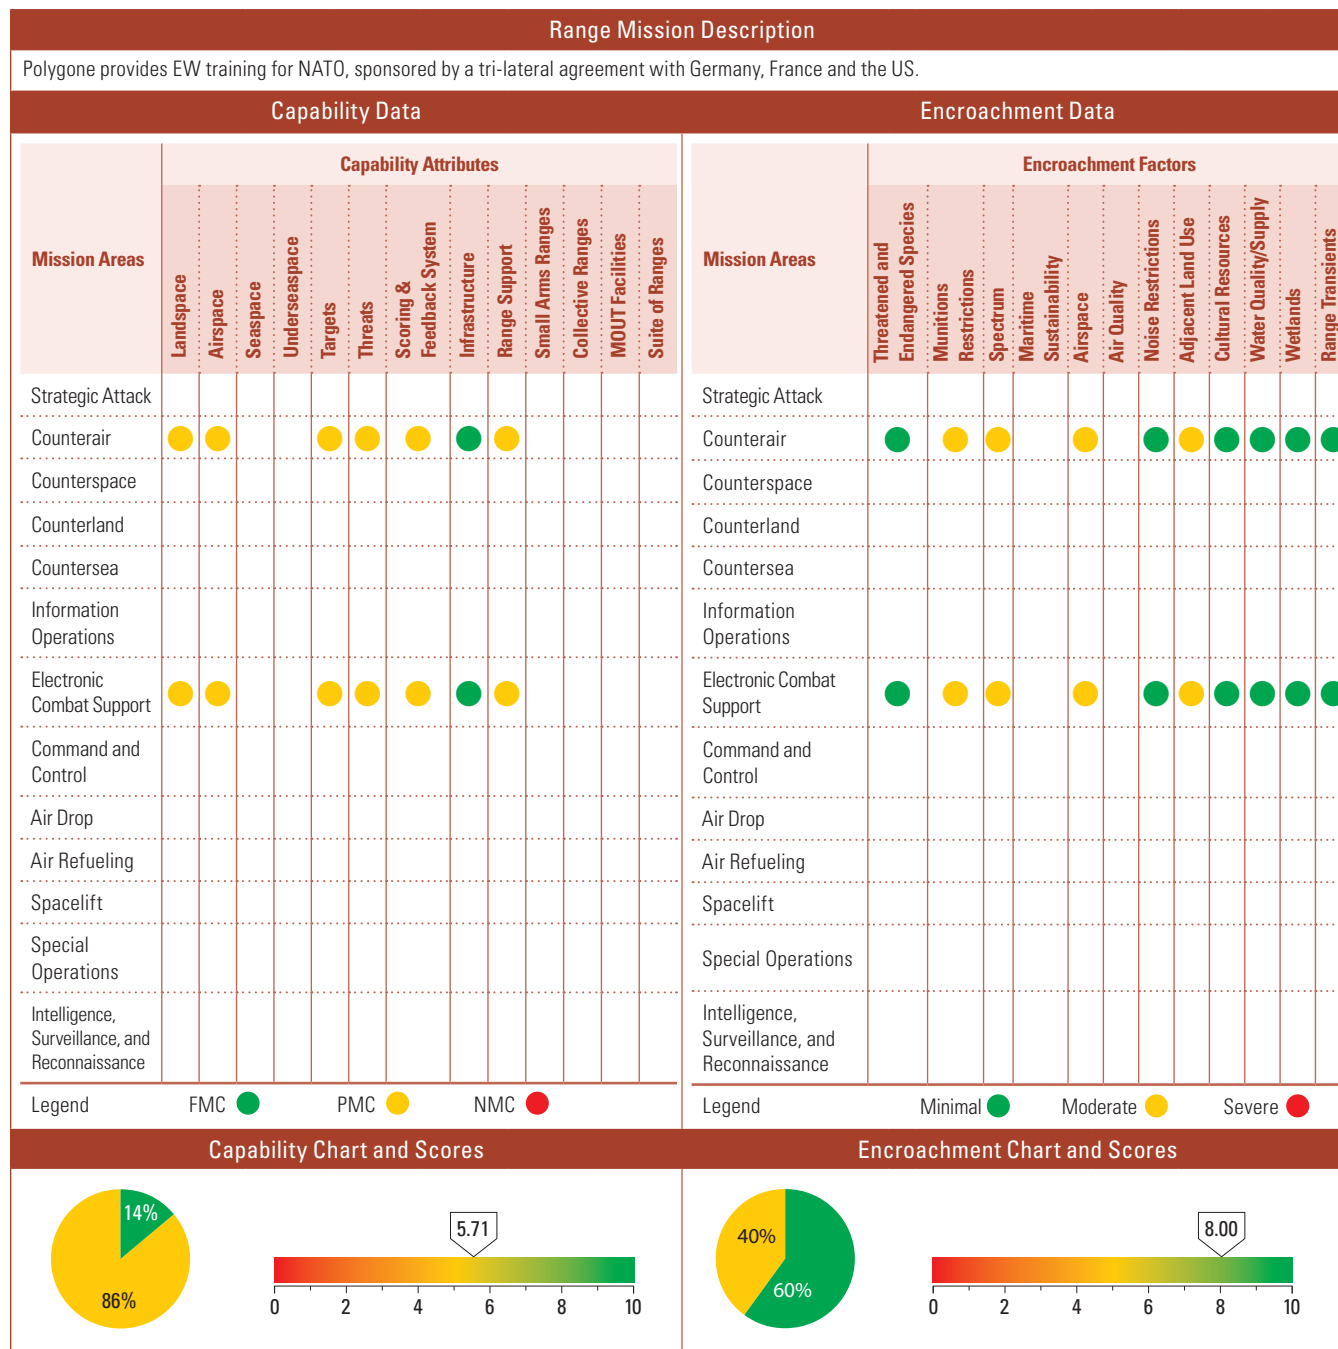 Range Mission Description
Polygone provides EW training for NATO, sponsored by a tri-lateral agreement with Germany, France and the US.
Capability Data
Mission Areas
Capability Attributes
Landspace
Airspace
Seaspace
Underseaspace
Targets
Threats
Scoring &
Feedback System
Infrastructure
Range Support
Small Arms Ranges
Collective Ranges
MOUT Facilities
Suite of Ranges
Strategic Attack
Counterair
Counterspace
Counterland
Countersea
Information
Operations
Electronic
Combat Support
Command and
Control
Air Drop
Air Refueling
Spacelift
Special
Operations
Intelligence,
Surveillance, and
Reconnaissance
Legend
FMC
PMC
NMC
Encroachment Data
Mission Areas
Encroachment Factors
Threatened and
Endangered Species
Munitions
Restrictions
Spectrum
Maritime
Sustainability
Airspace
Air Quality
Noise Restrictions
Adjacent Land Use
Cultural Resources
Water Quality/Supply
Wetlands
Range Transients
Strategic Attack
Counterair
Counterspace
Counterland
Countersea
Information
Operations
Electronic Combat
Support
Command and
Control
Air Drop
Air Refueling
Spacelift
Special Operations
Intelligence,
Surveillance, and
Reconnaissance
Legend
Minimal
Moderate
Severe
Capability Chart and Scores
14%
86%
5.71
0 2 4 6 8 10
Encroachment Chart and Scores
40%
60%
8.00
0 2 4 6 8 10